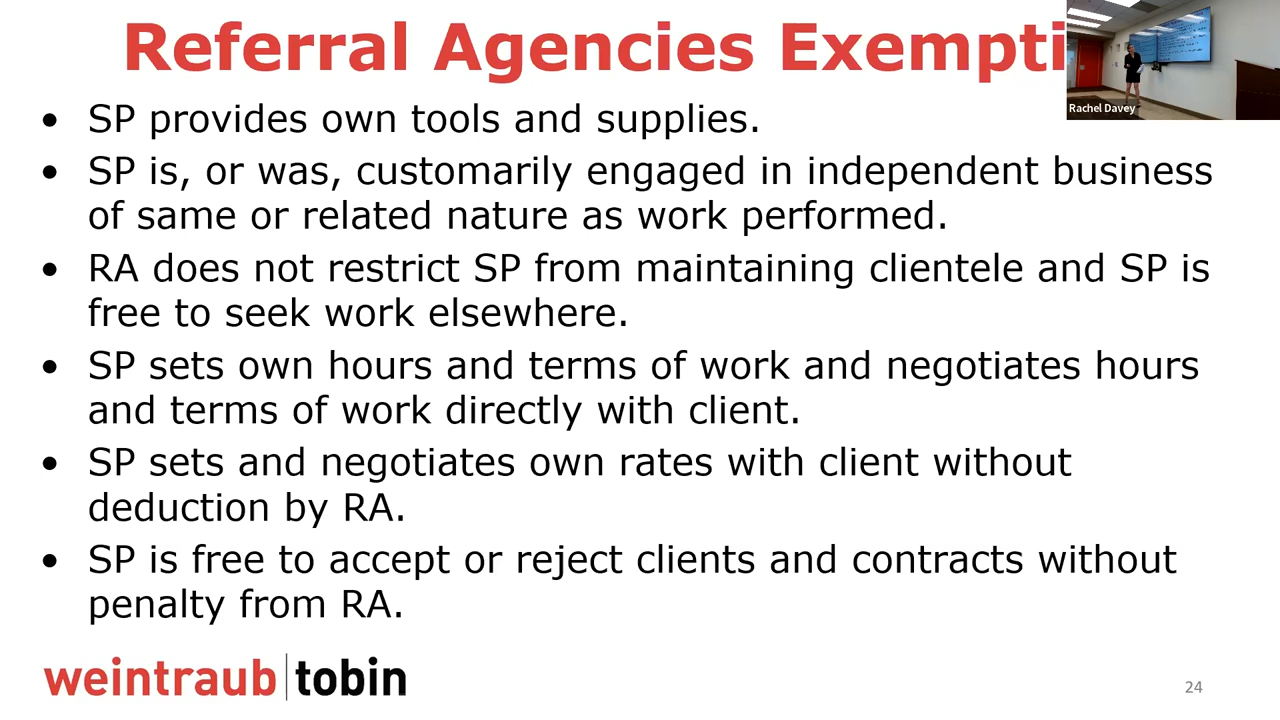 Referral Agencies Exempti
Rachel Davey
• SP provides own tools and supplies.
• SP is, or was, customarily engaged in independent business
of same or related nature as work performed.
• RA does not restrict SP from maintaining clientele and SP is
free to seek work elsewhere.
• SP sets own hours and terms of work and negotiates hours
and terms of work directly with client.
• SP sets and negotiates own rates with client without
deduction by RA.
• SP is free to accept or reject clients and contracts without
penalty from RA.
weintraub|tobin
24